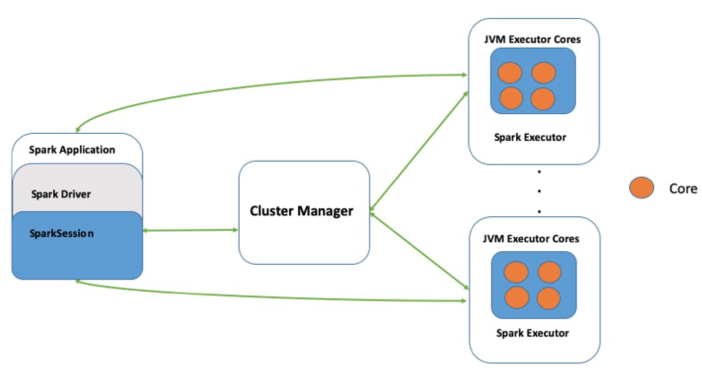 JVM Executor Cores
Spark Executor
Spark Application
Spark Driver
SparkSession
Cluster Manager
Core
JVM Executor Cores
Spark Executor